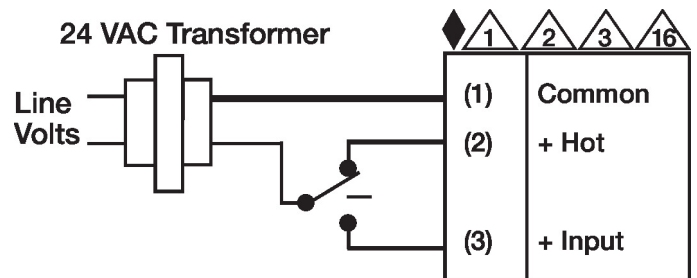 24 VAC Transformer
1 2 3 16
Line
Volts
(1) Common
(2) + Hot
(3) + Input